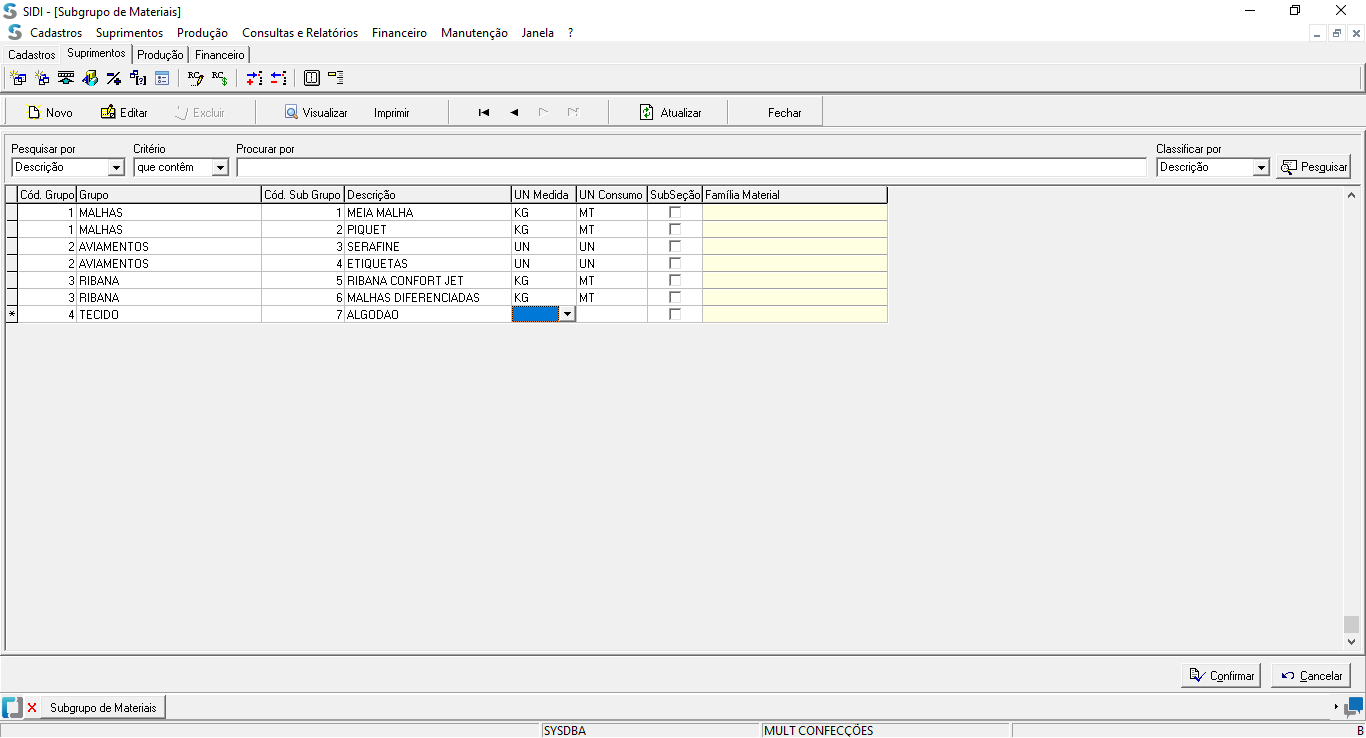 SIDI - [Subgrupo de Materiais]
Cadastros Suprimentos Produção Consultas e Relatórios Financeiro Manutenção Janela ?
Cadastros Suprimentos Produção Financeiro
Novo Editar Excluir Visualizar Imprimir Atualizar Fechar
Pesquisar por Critério Procurar por Classificar por
Descrição que contêm Descrição Pesquisar
Cód. Grupo Grupo Cód. Sub Grupo Descrição UN Medida UN Consumo SubSeção Família Material
1 MALHAS 1 MEIA MALHA KG MT
1 MALHAS 2 PIQUET KG MT
2 AVIAMENTOS 3 SERAFINE UN UN
2 AVIAMENTOS 4 ETIQUETAS UN UN
3 RIBANA 5 RIBANA CONFORT JET KG MT
3 RIBANA 6 MALHAS DIFERENCIADAS KG MT
* 4 TECIDO 7 ALGODAO
Confirmar Cancelar
Subgrupo de Materiais
SYSDBA MULT CONFECÇÕES B